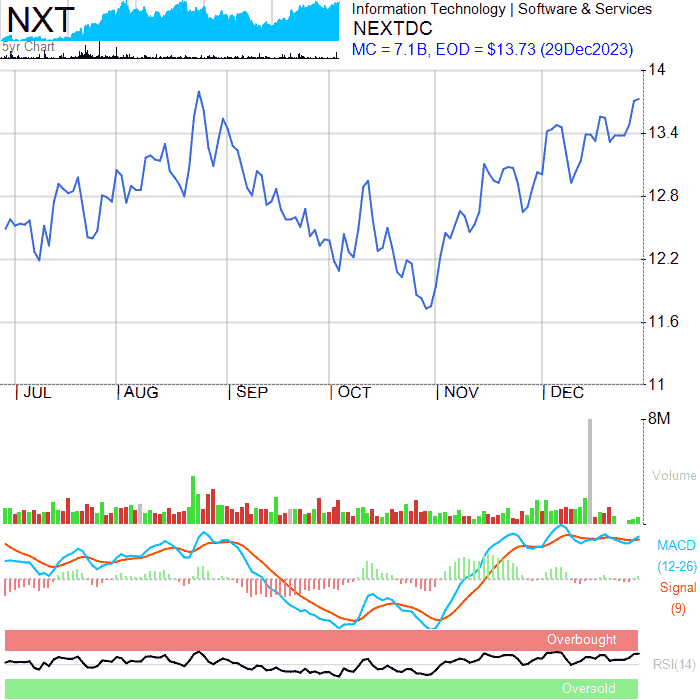 NXT
5yr Chart
Information Technology | Software & Services
NEXTDC
MC = 7.1B, EOD = $13.73 (29Dec2023)
14
13.4
12.8
12.2
11.6
11
JUL AUG SEP OCT NOV DEC
8M
Volume
MACD
(12-26)
Signal
(9)
Overbought
RSI(14)
Oversold